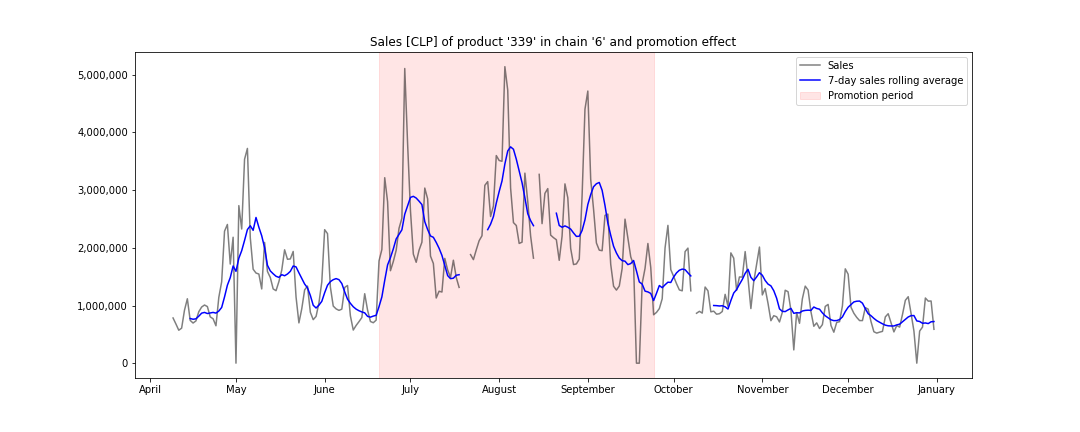 Sales [CLP] of product '339' in chain '6' and promotion effect
Sales
7-day sales rolling average
Promotion period
5,000,000
4,000,000
3,000,000
2,000,000
1,000,000
0
April May June July August September October November December January